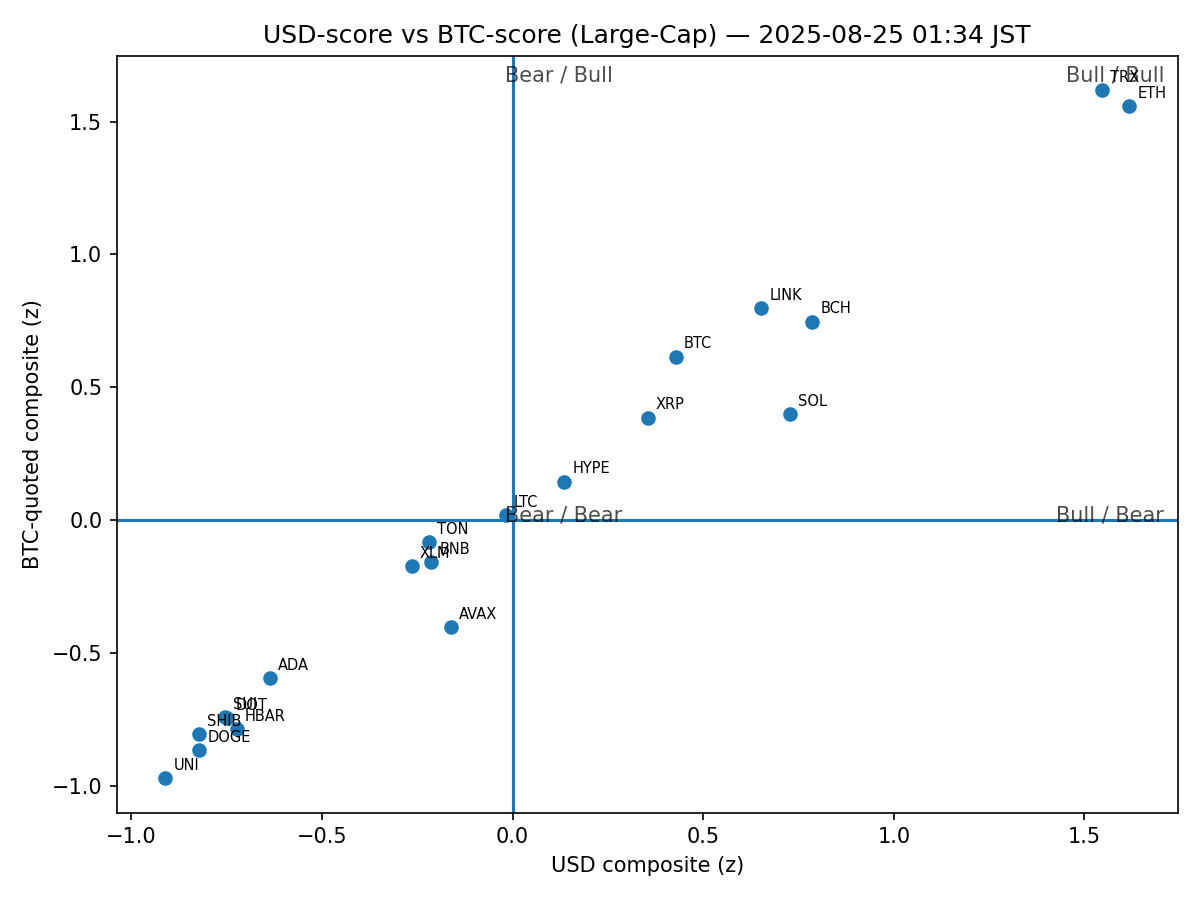 USD-score vs BTC-score (Large-Cap) — 2025-08-25 01:34 JST
Bear / Bull
Bull / Bull
TRX
ETH
1.5
1.0
LINK
BCH
BTC
0.5
XRP
SOL
HYPE
LTC
0.0
Bear / Bear
Bull / Bear
TON
BNB
XLM
AVAX
−0.5
ADA
SUI
DOT
HBAR
SHIB
DOGE
UNI
−1.0
BTC-quoted composite (z)
−1.0
−0.5
0.0
0.5
1.0
1.5
USD composite (z)